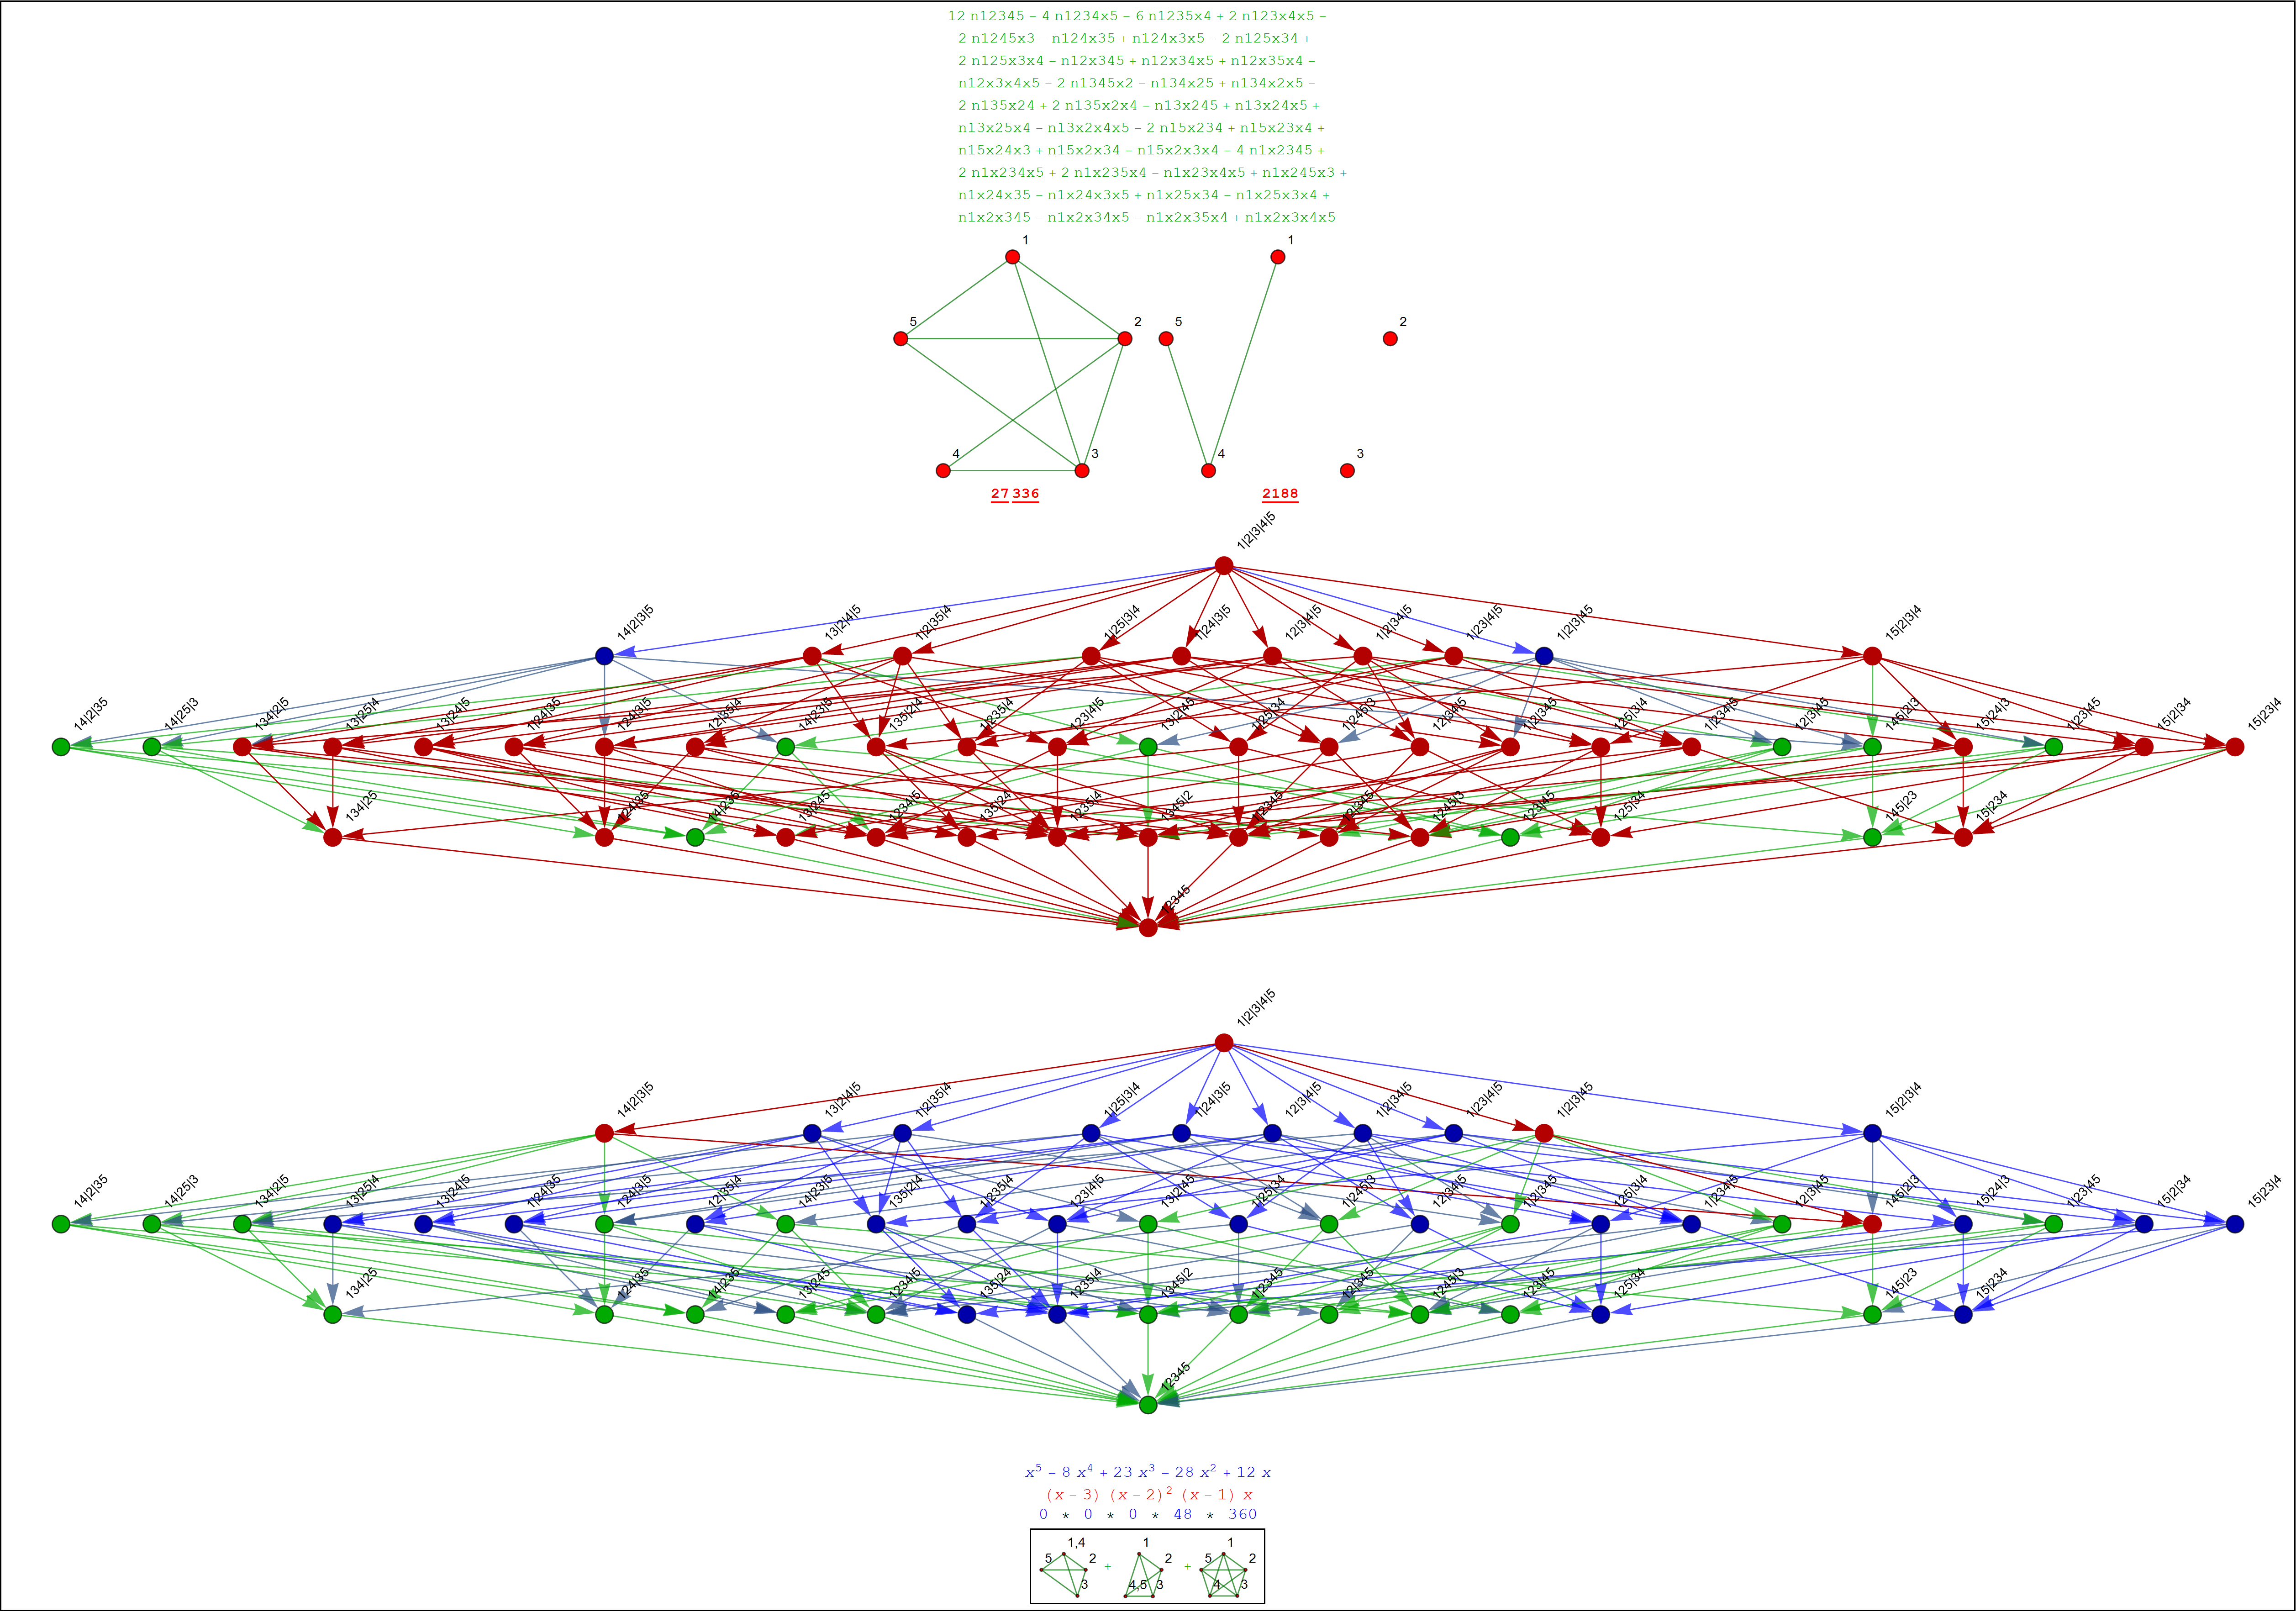 12 n12345 – 4 n1234x5 – 6 n1235x4 + 2 n123x4x5 –
2 n1245x3 – n124x35 + n124x3x5 – 2 n125x34 +
2 n125x3x4 – n12x345 + n12x34x5 + n12x35x4 –
n12x3x4x5 – 2 n1345x2 – n134x25 + n134x2x5 –
2 n135x24 + 2 n135x2x4 – n13x245 + n13x24x5 +
n13x25x4 – n13x2x4x5 – 2 n15x234 + n15x23x4 +
n15x24x3 + n15x2x34 – n15x2x3x4 – 4 n1x2345 +
2 n1x234x5 + 2 n1x235x4 – n1x23x4x5 + n1x245x3 +
n1x24x35 – n1x24x3x5 + n1x25x34 – n1x25x3x4 +
n1x2x345 – n1x2x34x5 – n1x2x35x4 + n1x2x3x4x5
1 1
5 2 5 2
4 3 4 3
27 336 2188
1|2|3|4|5
14|2|3|5 13|2|4|5 1|2|35|4 1|25|3|4 1|24|3|5 12|3|4|5 1|2|34|5 1|23|4|5 1|2|3|45 15|2|3|4
14|2|35 14|25|3 134|2|5 13|25|4 13|24|5 1|24|35 124|3|5 12|35|4 14|23|5 135|2|4 1|235|4 123|4|5 13|2|45 1|25|34 1|245|3 12|34|5 1|2|345 125|3|4 1|234|5 12|3|45 145|2|3 15|24|3 1|23|45 15|2|34 15|23|4
134|25 124|35 14|235 13|245 1234|5 135|24 1235|4 1345|2 1|2345 12|345 1245|3 123|45 125|34 145|23 15|234
12345
1|2|3|4|5
14|2|3|5 13|2|4|5 1|2|35|4 1|25|3|4 1|24|3|5 12|3|4|5 1|2|34|5 1|23|4|5 1|2|3|45 15|2|3|4
14|2|35 14|25|3 134|2|5 13|25|4 13|24|5 1|24|35 124|3|5 12|35|4 14|23|5 135|2|4 1|235|4 123|4|5 13|2|45 1|25|34 1|245|3 12|34|5 1|2|345 125|3|4 1|234|5 12|3|45 145|2|3 15|24|3 1|23|45 15|2|34 15|23|4
134|25 124|35 14|235 13|245 1234|5 135|24 1235|4 1345|2 1|2345 12|345 1245|3 123|45 125|34 145|23 15|234
12345
x⁵ – 8 x⁴ + 23 x³ – 28 x² + 12 x
(x – 3) (x – 2)² (x – 1) x
0 * 0 * 0 * 48 * 360
1,4 1 1
5 2 + 2 + 5 2
3 4,5 3 4 3